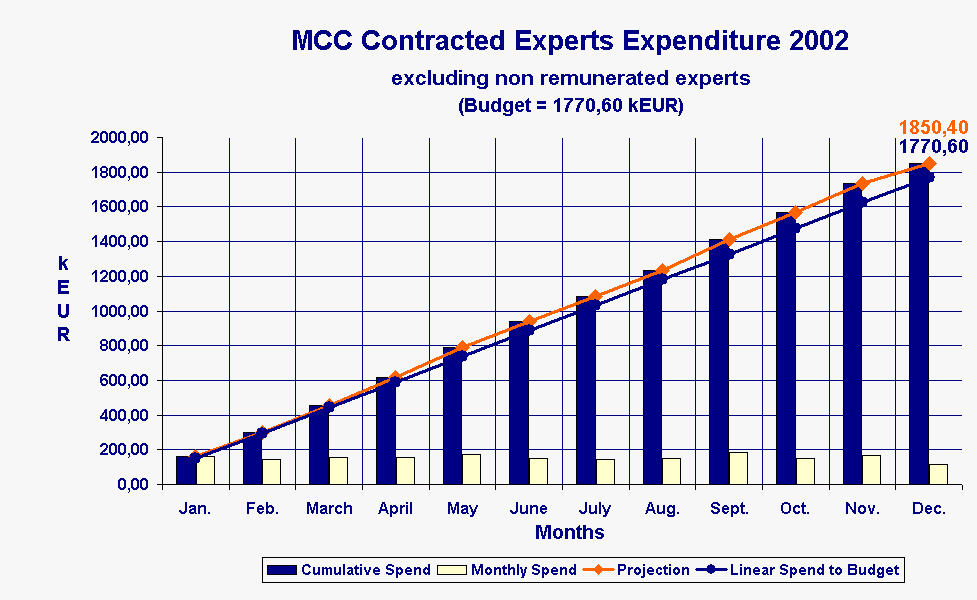 MCC Contracted Experts Expenditure 2002
excluding non remunerated experts
(Budget = 1770,60 kEUR)
1850,40
1770,60
2000,00
1800,00
1600,00
1400,00
1200,00
1000,00
800,00
600,00
400,00
200,00
0,00
k
E
U
R
Jan. Feb. March April May June July Aug. Sept. Oct. Nov. Dec.
Months
Cumulative Spend Monthly Spend Projection Linear Spend to Budget